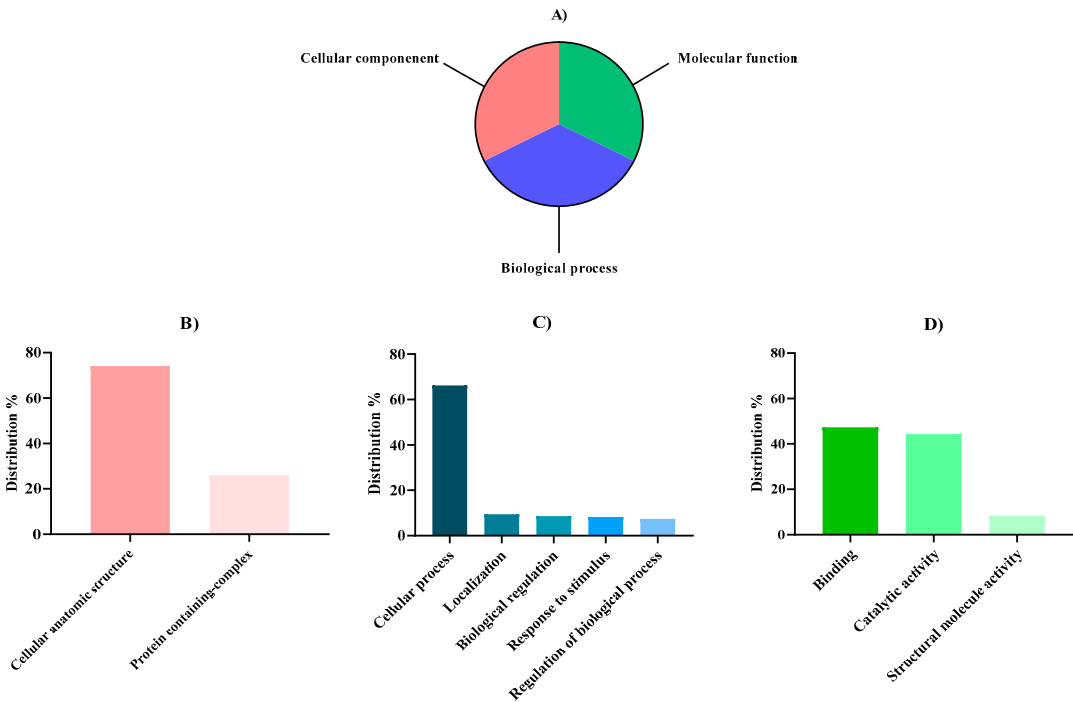 A)
Cellular componenent
Molecular function
Biological process
B)
Distribution %
80
60
40
20
0
Cellular anatomic structure
Protein containing-complex
C)
Distribution %
80
60
40
20
0
Cellular process
Localization
Biological regulation
Response to stimulus
Regulation of biological process
D)
Distribution %
80
60
40
20
0
Binding
Catalytic activity
Structural molecule activity